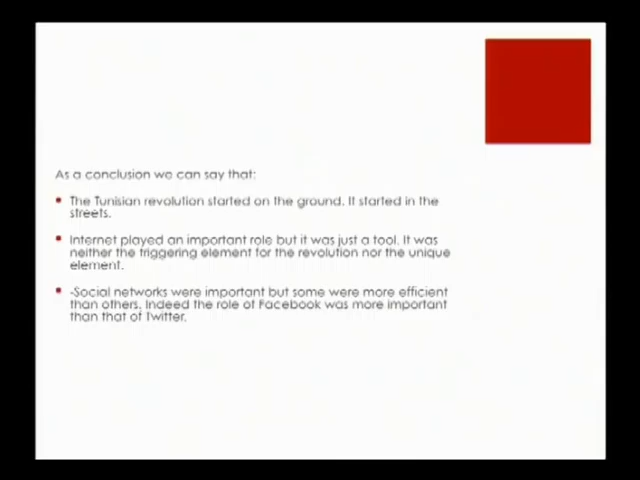 As a conclusion we can say that:
The Tunisian revolution started on the ground. It started in the
streets.
Internet played an important role but it was just a tool. It was
neither the triggering element for the revolution nor the unique
element.
-Social networks were important but some were more efficient
than others. Indeed the role of Facebook was more important
than that of Twitter.